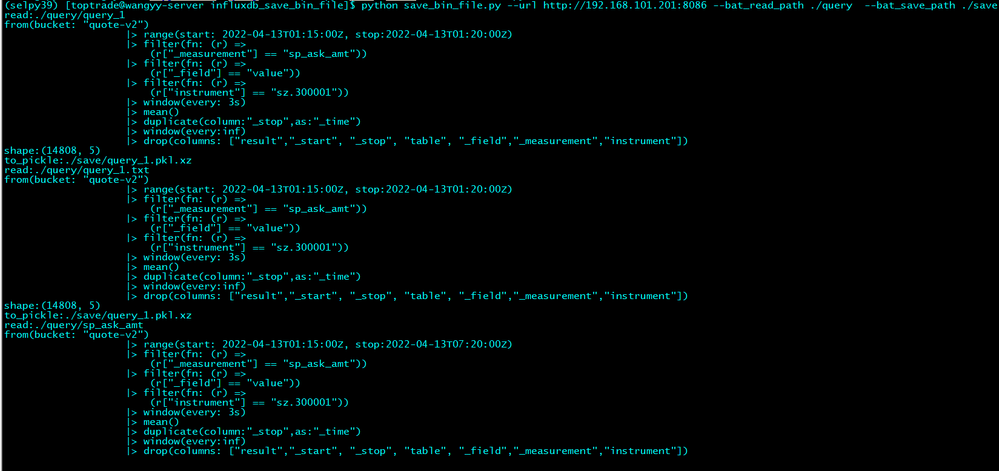 (selpy39) [toptrade@wangyy-server influxdb_save_bin_file]$ python save_bin_file.py --url http://192.168.101.201:8086 --bat_read_path ./query  --bat_save_path ./save
read:./query/query_1
from(bucket: "quote-v2")
|> range(start: 2022-04-13T01:15:00Z, stop:2022-04-13T01:20:00Z)
|> filter(fn: (r) =>
(r["_measurement"] == "sp_ask_amt"))
|> filter(fn: (r) =>
(r["_field"] == "value"))
|> filter(fn: (r) =>
(r["instrument"] == "sz.300001"))
|> window(every: 3s)
|> mean()
|> duplicate(column:"_stop",as:"_time")
|> window(every:inf)
|> drop(columns: ["result","_start", "_stop", "table", "_field","_measurement","instrument"])
shape:(14808, 5)
to_pickle:./save/query_1.pkl.xz
read:./query/query_1.txt
from(bucket: "quote-v2")
|> range(start: 2022-04-13T01:15:00Z, stop:2022-04-13T01:20:00Z)
|> filter(fn: (r) =>
(r["_measurement"] == "sp_ask_amt"))
|> filter(fn: (r) =>
(r["_field"] == "value"))
|> filter(fn: (r) =>
(r["instrument"] == "sz.300001"))
|> window(every: 3s)
|> mean()
|> duplicate(column:"_stop",as:"_time")
|> window(every:inf)
|> drop(columns: ["result","_start", "_stop", "table", "_field","_measurement","instrument"])
shape:(14808, 5)
to_pickle:./save/query_1.pkl.xz
read:./query/sp_ask_amt
from(bucket: "quote-v2")
|> range(start: 2022-04-13T01:15:00Z, stop:2022-04-13T07:20:00Z)
|> filter(fn: (r) =>
(r["_measurement"] == "sp_ask_amt"))
|> filter(fn: (r) =>
(r["_field"] == "value"))
|> filter(fn: (r) =>
(r["instrument"] == "sz.300001"))
|> window(every: 3s)
|> mean()
|> duplicate(column:"_stop",as:"_time")
|> window(every:inf)
|> drop(columns: ["result","_start", "_stop", "table", "_field","_measurement","instrument"])